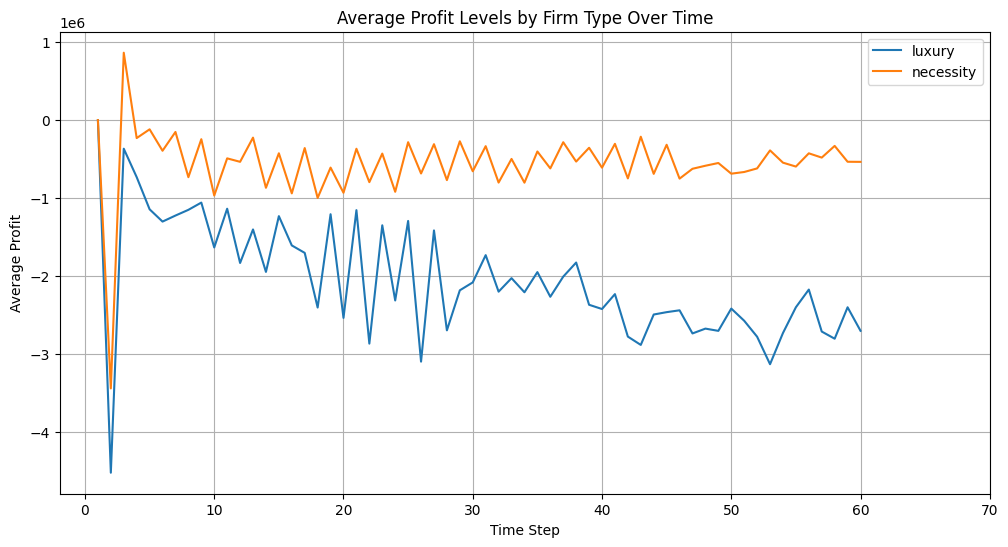 Average Profit Levels by Firm Type Over Time
1e6
luxury
necessity
1
0
−1
−2
−3
−4
Average Profit
0 10 20 30 40 50 60 70
Time Step